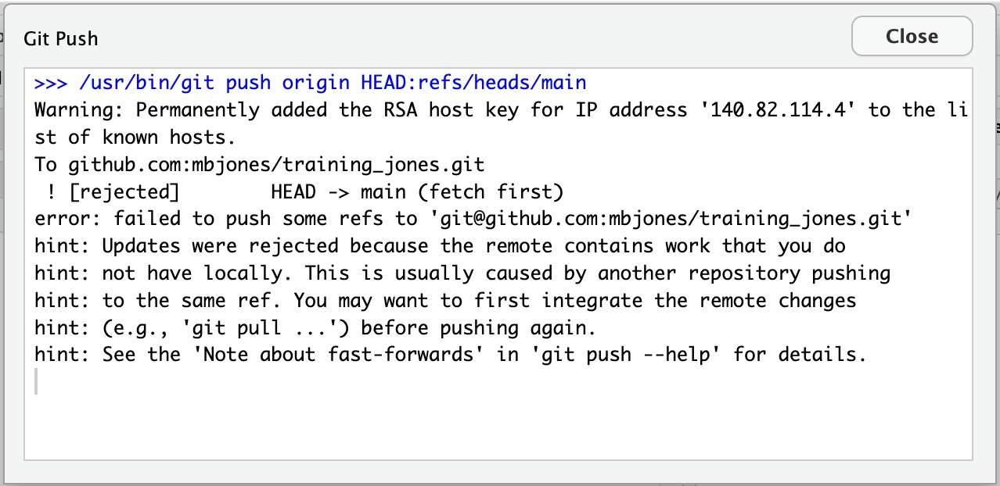 Git Push
Close
>>> /usr/bin/git push origin HEAD:refs/heads/main
Warning: Permanently added the RSA host key for IP address '140.82.114.4' to the li
st of known hosts.
To github.com:mbjones/training_jones.git
 ! [rejected]        HEAD -> main (fetch first)
error: failed to push some refs to 'git@github.com:mbjones/training_jones.git'
hint: Updates were rejected because the remote contains work that you do
hint: not have locally. This is usually caused by another repository pushing
hint: to the same ref. You may want to first integrate the remote changes
hint: (e.g., 'git pull ...') before pushing again.
hint: See the 'Note about fast-forwards' in 'git push --help' for details.